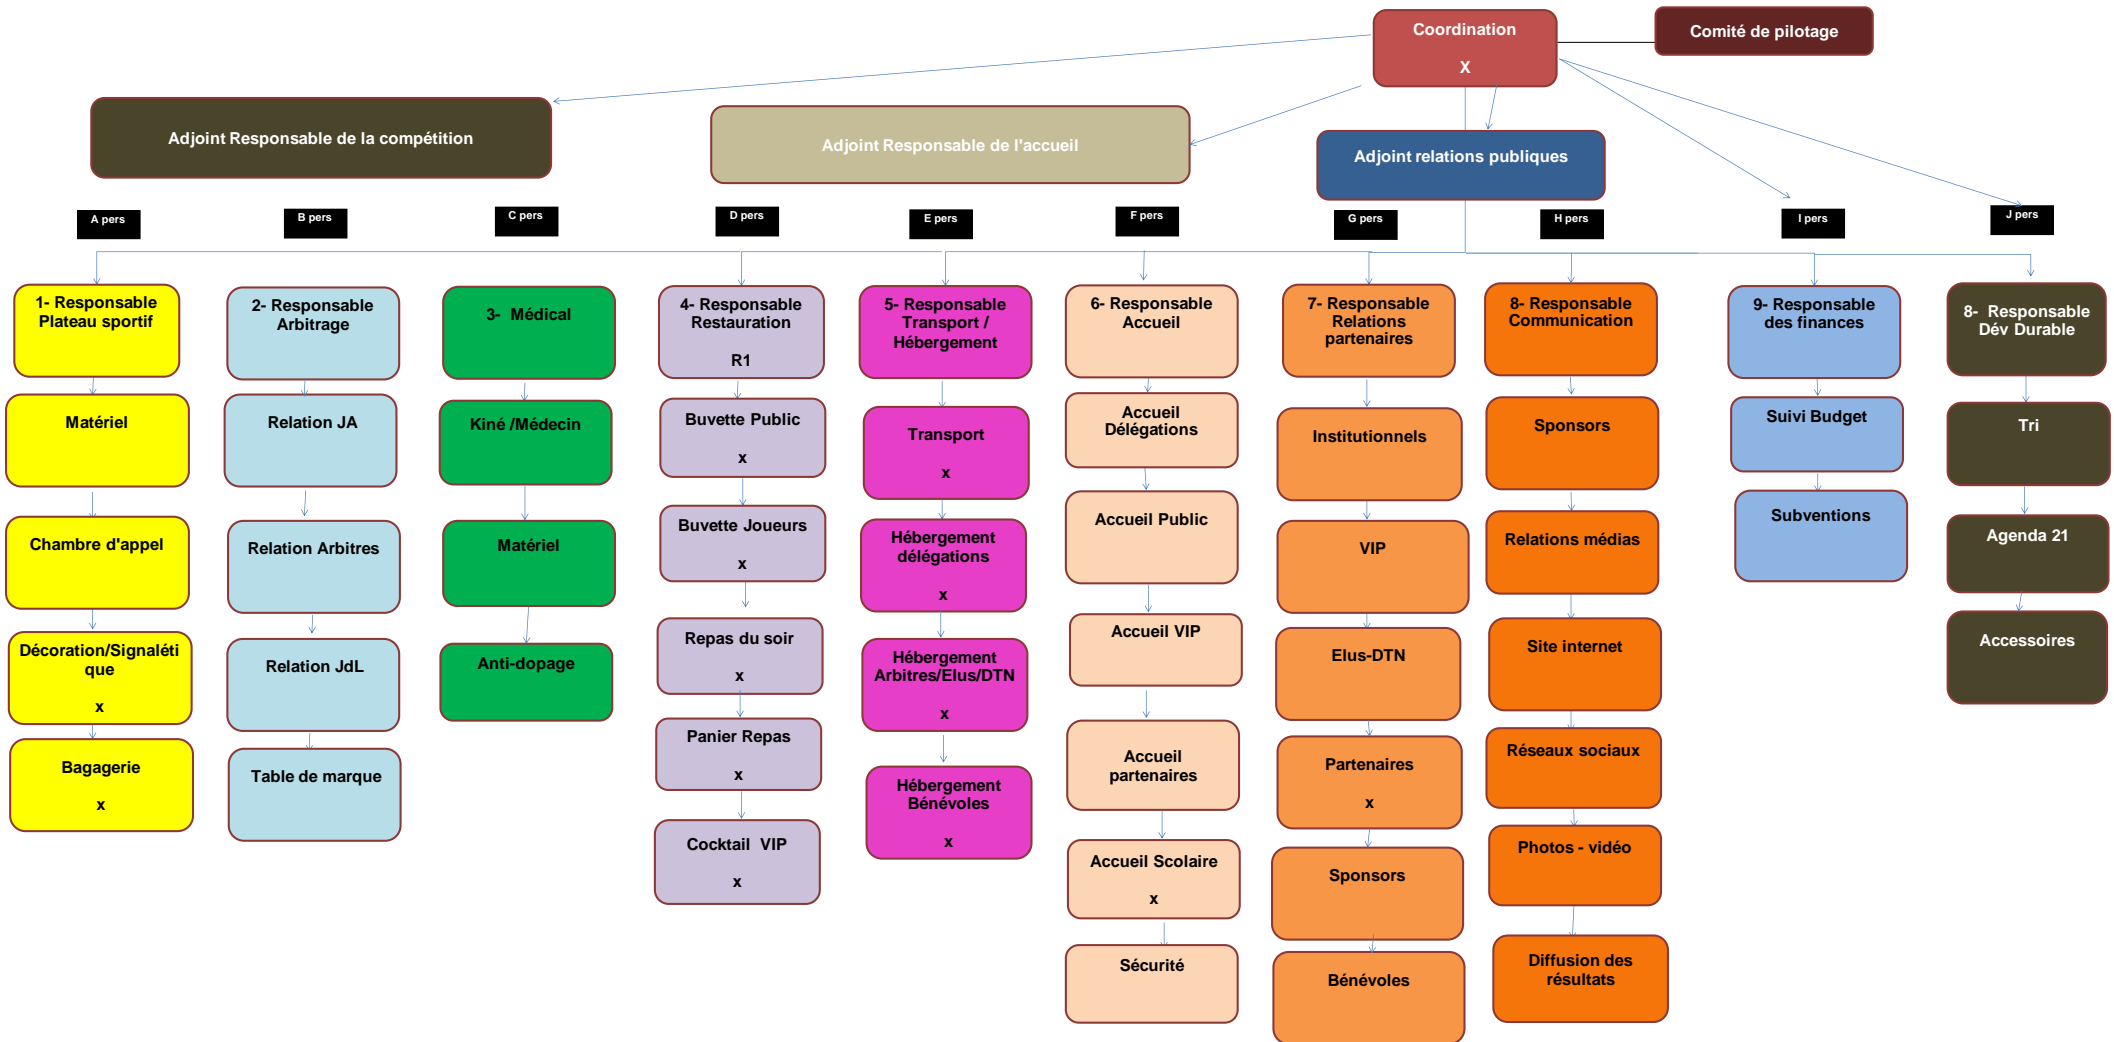 Coordination
X
Comité de pilotage
Adjoint Responsable de la compétition
Adjoint Responsable de l'accueil
Adjoint relations publiques
A pers
B pers
C pers
D pers
E pers
F pers
G pers
H pers
I pers
J pers
1- Responsable
Plateau sportif
Matériel
Chambre d'appel
Décoration/Signaléti
que
x
Bagagerie
x
2- Responsable
Arbitrage
Relation JA
Relation Arbitres
Relation JdL
Table de marque
3- Médical
Kiné /Médecin
Matériel
Anti-dopage
4- Responsable
Restauration
R1
Buvette Public
x
Buvette Joueurs
x
Repas du soir
x
Panier Repas
x
Cocktail VIP
x
5- Responsable
Transport /
Hébergement
Transport
x
Hébergement
délégations
x
Hébergement
Arbitres/Elus/DTN
x
Hébergement
Bénévoles
x
6- Responsable
Accueil
Accueil
Délégations
Accueil Public
Accueil VIP
Accueil
partenaires
Accueil Scolaire
x
Sécurité
7- Responsable
Relations
partenaires
Institutionnels
VIP
Elus-DTN
Partenaires
x
Sponsors
Bénévoles
8- Responsable
Communication
Sponsors
Relations médias
Site internet
Réseaux sociaux
Photos - vidéo
Diffusion des
résultats
9- Responsable
des finances
Suivi Budget
Subventions
8- Responsable
Dév Durable
Tri
Agenda 21
Accessoires